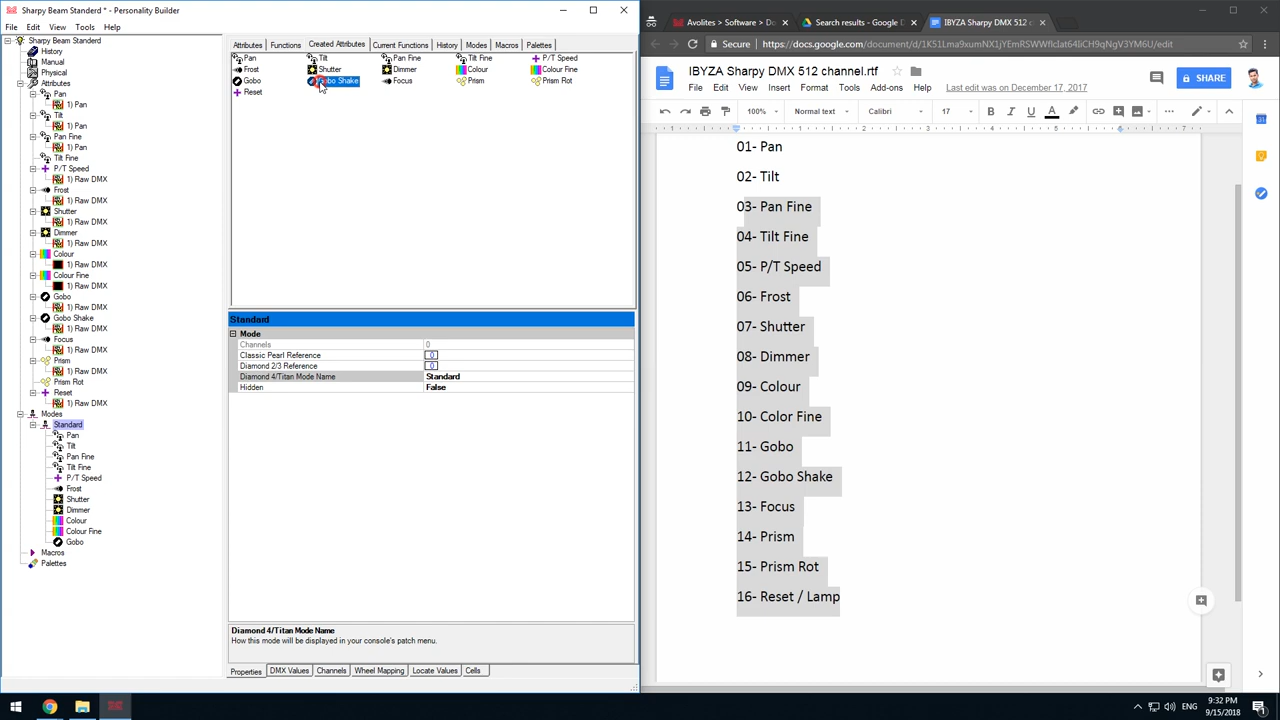 Sharpy Beam Standard * - Personality Builder
File Edit View Tools Help
Sharpy Beam Standerd
History
Manual
Physical
Attributes
Pan
1) Pan
Tilt
1) Pan
Pan Fine
1) Pan
Tilt Fine
P/T Speed
1) Raw DMX
Frost
1) Raw DMX
Shutter
1) Raw DMX
Dimmer
1) Raw DMX
Colour
1) Raw DMX
Colour Fine
1) Raw DMX
Gobo
1) Raw DMX
Gobo Shake
1) Raw DMX
Focus
1) Raw DMX
Prism
1) Raw DMX
Prism Rot
Reset
1) Raw DMX
Modes
Standard
Pan
Tilt
Pan Fine
Tilt Fine
P/T Speed
Frost
Shutter
Dimmer
Colour
Colour Fine
Gobo
Macros
Palettes
Attributes Functions Created Attributes Current Functions History Modes Macros Palettes
Pan Tilt Pan Fine Tilt Fine P/T Speed
Frost Shutter Dimmer Colour Colour Fine
Gobo Gobo Shake Focus Prism Prism Rot
Reset
Standard
Mode
Channels 0
Classic Pearl Reference 0
Diamond 2/3 Reference 0
Diamond 4/Titan Mode Name Standard
Hidden False
Diamond 4/Titan Mode Name
How this mode will be displayed in your console's patch menu.
Properties DMX Values Channels Wheel Mapping Locate Values Cells
Avolites > Software > Do Search results - Google D IBYZA Sharpy DMX 512 c
Secure https://docs.google.com/document/d/1K51Lma9xumNX1jYEmRSWWflcIat64IiCH9qNgV3YM6U/edit
IBYZA Sharpy DMX 512 channel.rtf
SHARE
File Edit View Insert Format Tools Add-ons Help Last edit was on December 17, 2017
100% Normal text Calibri 17 B I U A
1 1 2 3 4 5 6 7
01- Pan
02- Tilt
03- Pan Fine
04- Tilt Fine
05- P/T Speed
06- Frost
07- Shutter
08- Dimmer
09- Colour
10- Color Fine
11- Gobo
12- Gobo Shake
13- Focus
14- Prism
15- Prism Rot
16- Reset / Lamp
ENG 9:32 PM
9/15/2018
1